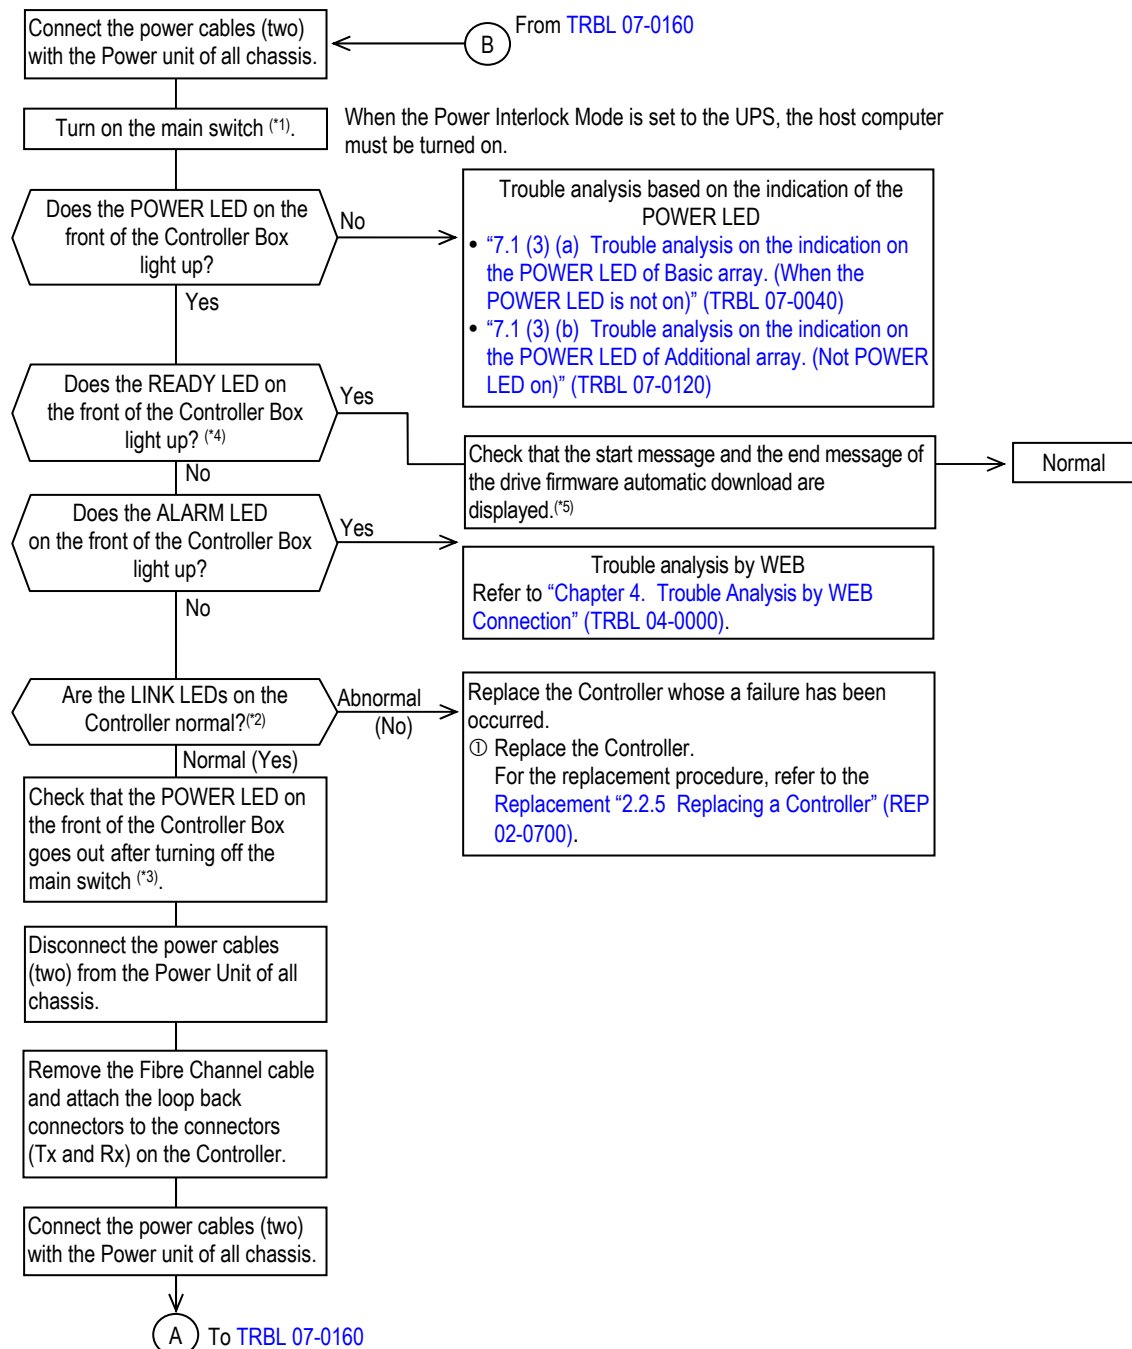 Connect the power cables (two)
with the Power unit of all chassis.
B
From TRBL 07-0160
Turn on the main switch (*1).
When the Power Interlock Mode is set to the UPS, the host computer
must be turned on.
Does the POWER LED on the
front of the Controller Box
light up?
No
Yes
Trouble analysis based on the indication of the
POWER LED
• “7.1 (3) (a) Trouble analysis on the indication on
the POWER LED of Basic array. (When the
POWER LED is not on)” (TRBL 07-0040)
• “7.1 (3) (b) Trouble analysis on the indication on
the POWER LED of Additional array. (Not POWER
LED on)” (TRBL 07-0120)
Does the READY LED on
the front of the Controller Box
light up? (*4)
Yes
No
Check that the start message and the end message of
the drive firmware automatic download are
displayed.(*5)
Normal
Does the ALARM LED
on the front of the Controller Box
light up?
Yes
No
Trouble analysis by WEB
Refer to “Chapter 4. Trouble Analysis by WEB
Connection” (TRBL 04-0000).
Are the LINK LEDs on the
Controller normal?(*2)
Abnormal
(No)
Normal (Yes)
Replace the Controller whose a failure has been
occurred.
① Replace the Controller.
For the replacement procedure, refer to the
Replacement “2.2.5 Replacing a Controller” (REP
02-0700).
Check that the POWER LED on
the front of the Controller Box
goes out after turning off the
main switch (*3).
Disconnect the power cables
(two) from the Power Unit of all
chassis.
Remove the Fibre Channel cable
and attach the loop back
connectors to the connectors
(Tx and Rx) on the Controller.
Connect the power cables (two)
with the Power unit of all chassis.
A
To TRBL 07-0160